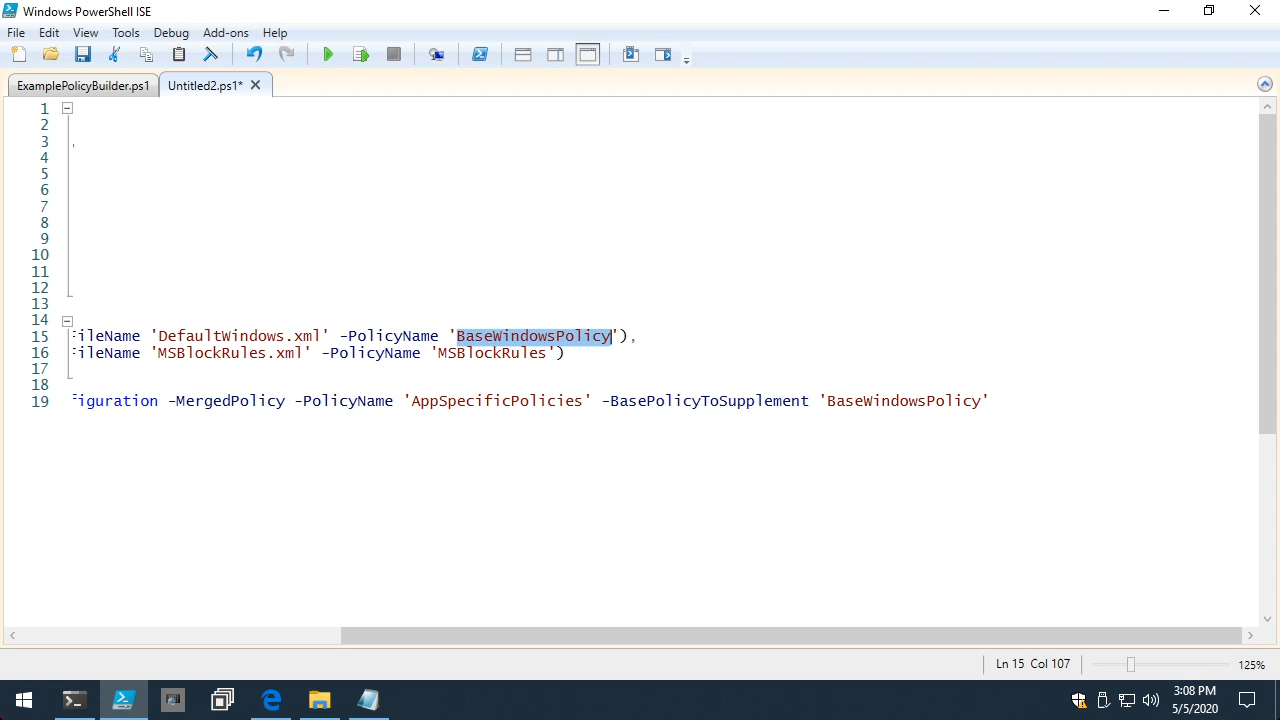 Windows PowerShell ISE
File Edit View Tools Debug Add-ons Help
ExamplePolicyBuilder.ps1 Untitled2.ps1*
1
2
3
4
5
6
7
8
9
10
11
12
13
14
15 FileName 'DefaultWindows.xml' -PolicyName 'BaseWindowsPolicy'),
16 FileName 'MSBlockRules.xml' -PolicyName 'MSBlockRules')
17
18
19 figuration -MergedPolicy -PolicyName 'AppSpecificPolicies' -BasePolicyToSupplement 'BaseWindowsPolicy'
Ln 15 Col 107 125%
3:08 PM
5/5/2020